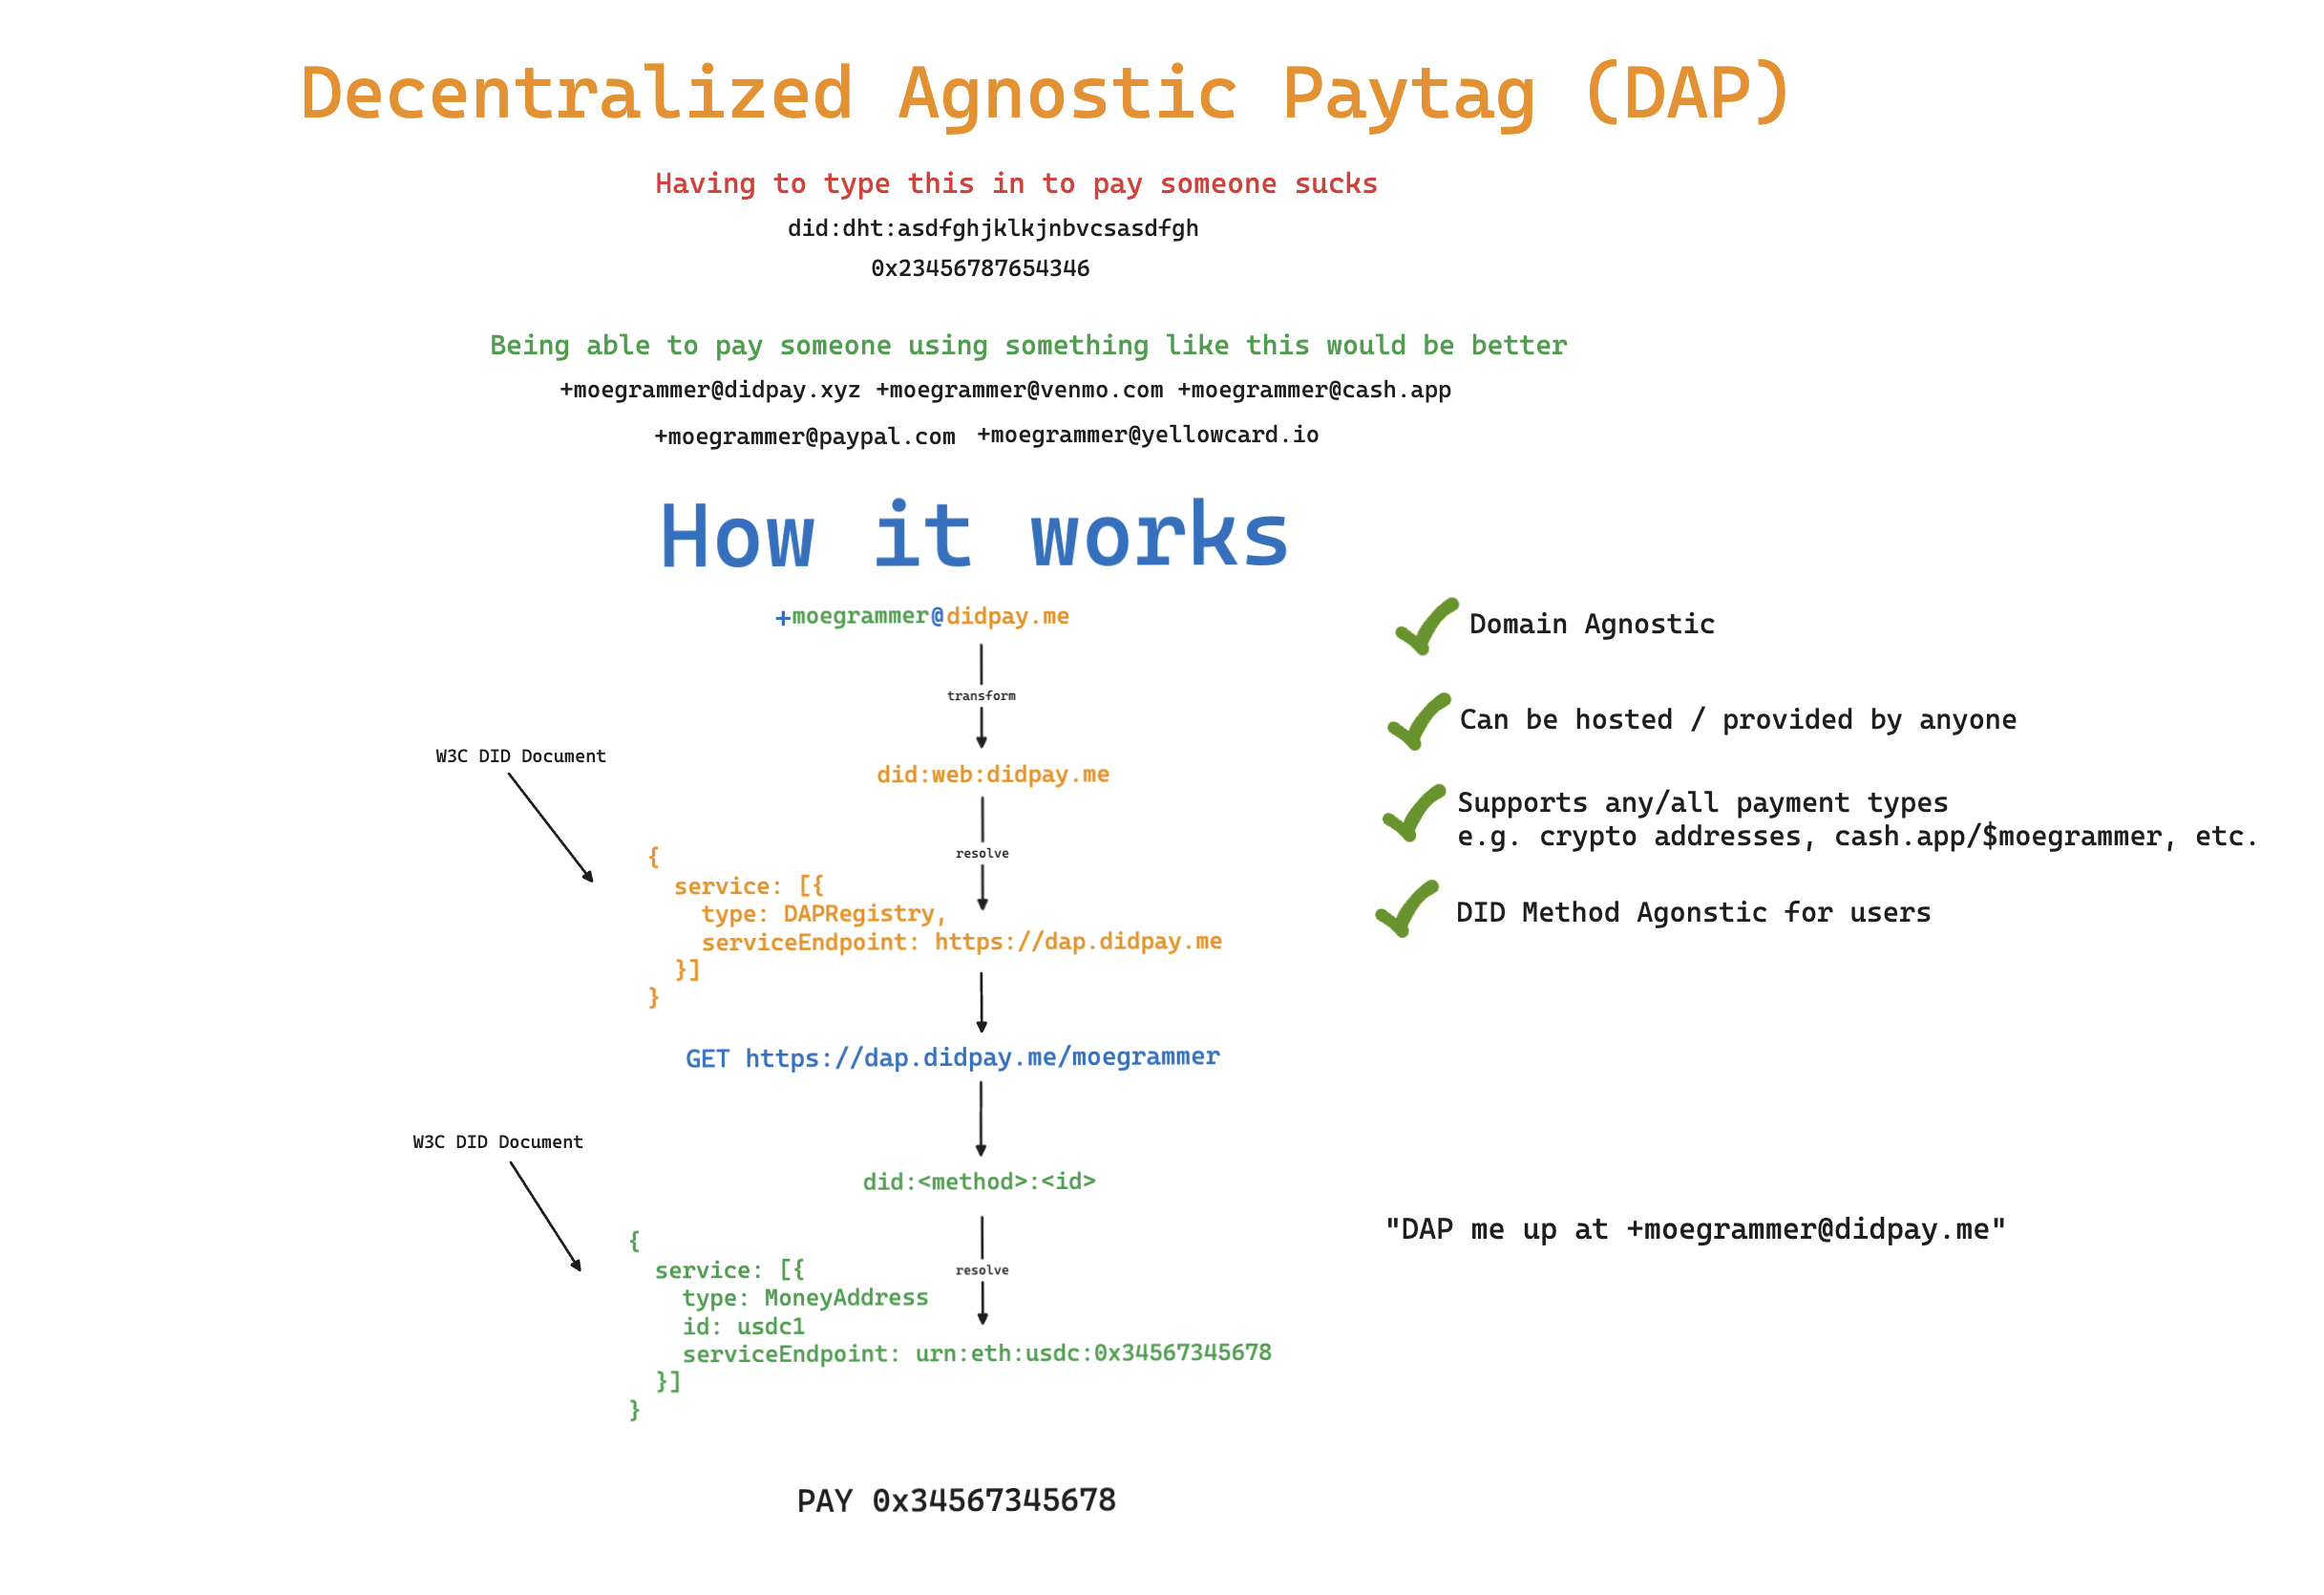 Decentralized Agnostic Paytag (DAP)
Having to type this in to pay someone sucks
did:dht:asdfghjklkjnbvcsasdfgh
0x23456787654346
Being able to pay someone using something like this would be better
+moegrammer@didpay.xyz +moegrammer@venmo.com +moegrammer@cash.app
+moegrammer@paypal.com +moegrammer@yellowcard.io
How it works
+moegrammer@didpay.me
transform
did:web:didpay.me
W3C DID Document
resolve
{
service: [{
type: DAPRegistry,
serviceEndpoint: https://dap.didpay.me
}]
}
GET https://dap.didpay.me/moegrammer
did:<method>:<id>
W3C DID Document
resolve
{
service: [{
type: MoneyAddress
id: usdc1
serviceEndpoint: urn:eth:usdc:0x34567345678
}]
}
PAY 0x34567345678
Domain Agnostic
Can be hosted / provided by anyone
Supports any/all payment types
e.g. crypto addresses, cash.app/$moegrammer, etc.
DID Method Agonstic for users
"DAP me up at +moegrammer@didpay.me"